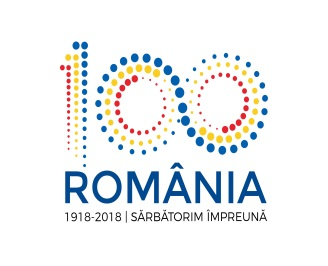 100
ROMÂNIA
1918-2018 | SĂRBĂTORIM ÎMPREUNĂ